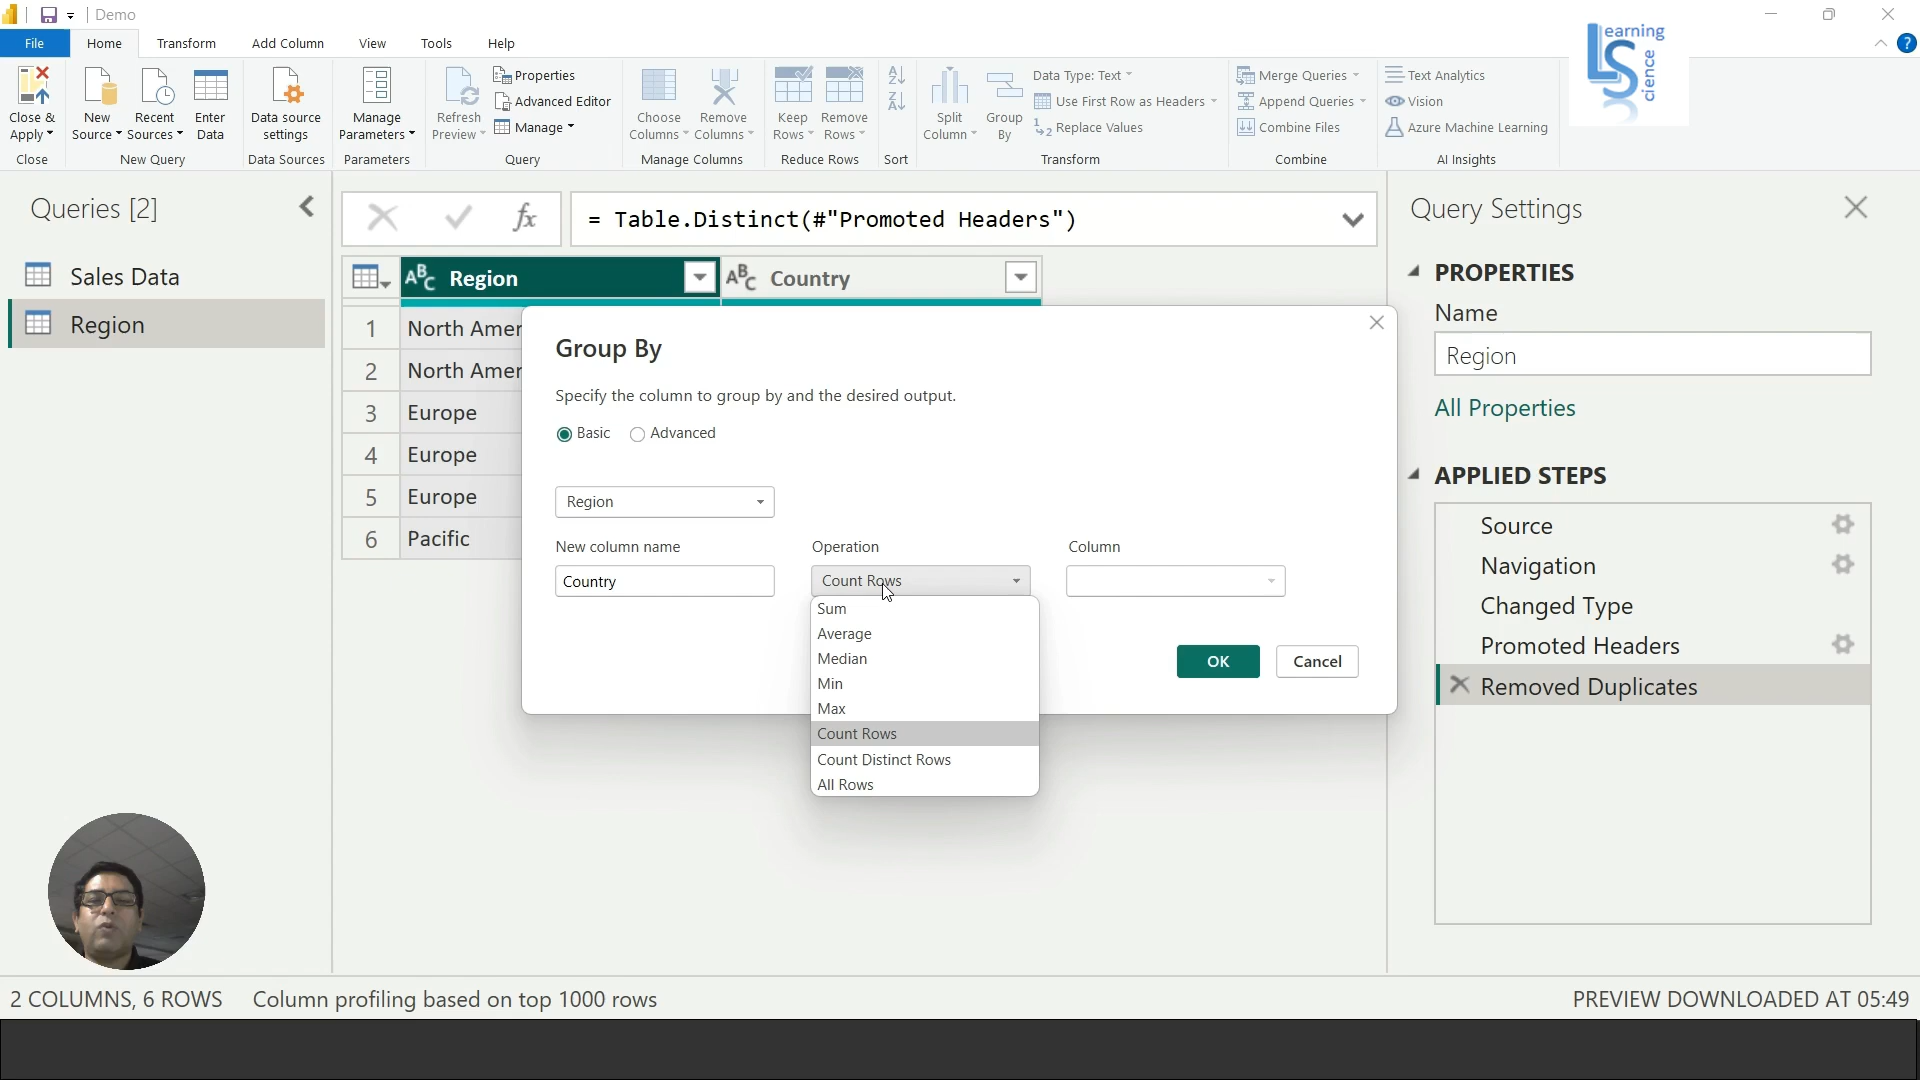 Demo
File
Home
Transform
Add Column
View
Tools
Help
Close &
Apply
Close
New
Source
Recent
Sources
Enter
Data
New Query
Data source
settings
Data Sources
Manage
Parameters
Parameters
Refresh
Preview
Properties
Advanced Editor
Manage
Query
Choose
Columns
Remove
Columns
Manage Columns
Keep
Rows
Remove
Rows
Reduce Rows
A
Z
Z
A
Sort
Split
Column
Group
By
Data Type: Text
Use First Row as Headers
1
2
Replace Values
Transform
Merge Queries
Append Queries
Combine Files
Combine
Text Analytics
Vision
Azure Machine Learning
AI Insights
Learning
Science
?
Queries [2]
Sales Data
Region
fx
= Table.Distinct(#"Promoted Headers")
ABC Region
ABC Country
1 North Amer
2 North Amer
3 Europe
4 Europe
5 Europe
6 Pacific
Group By
Specify the column to group by and the desired output.
Basic
Advanced
Region
New column name
Operation
Column
Country
Count Rows
Sum
Average
Median
Min
Max
Count Rows
Count Distinct Rows
All Rows
OK
Cancel
Query Settings
PROPERTIES
Name
Region
All Properties
APPLIED STEPS
Source
Navigation
Changed Type
Promoted Headers
Removed Duplicates
2 COLUMNS, 6 ROWS
Column profiling based on top 1000 rows
PREVIEW DOWNLOADED AT 05:49